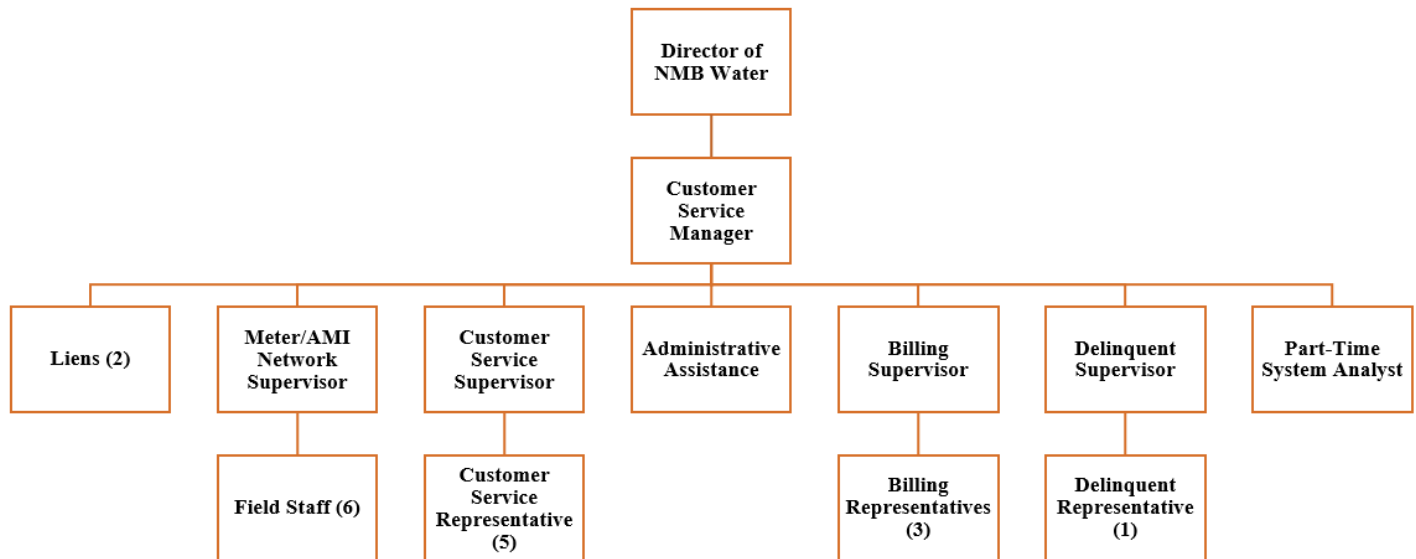 Director of
NMB Water
Customer
Service
Manager
Liens (2)
Meter/AMI
Network
Supervisor
Customer
Service
Supervisor
Administrative
Assistance
Billing
Supervisor
Delinquent
Supervisor
Part-Time
System Analyst
Field Staff (6)
Customer
Service
Representative
(5)
Billing
Representatives
(3)
Delinquent
Representative
(1)